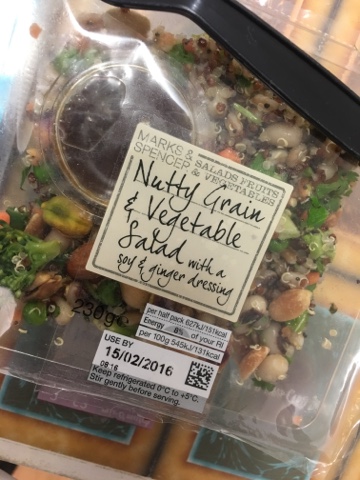 MARKS & SPENCER
SALADS FRUITS & VEGETABLES
Nutty Grain
& Vegetable
Salad with a
soy & ginger dressing
230g e
per half pack 627kJ/151kcal
Energy 8% of your RI
per 100g 545kJ/131kcal
USE BY
15/02/2016
08:16
Keep refrigerated 0°C to +5°C.
Stir gently before serving.